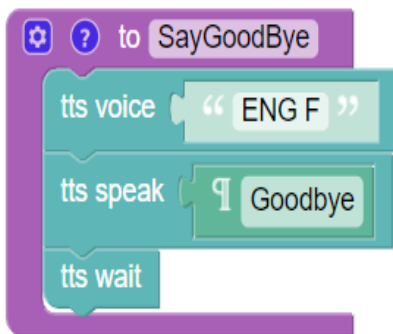 ? to SayGoodBye
tts voice “ ENG F ”
tts speak ¶ Goodbye
tts wait